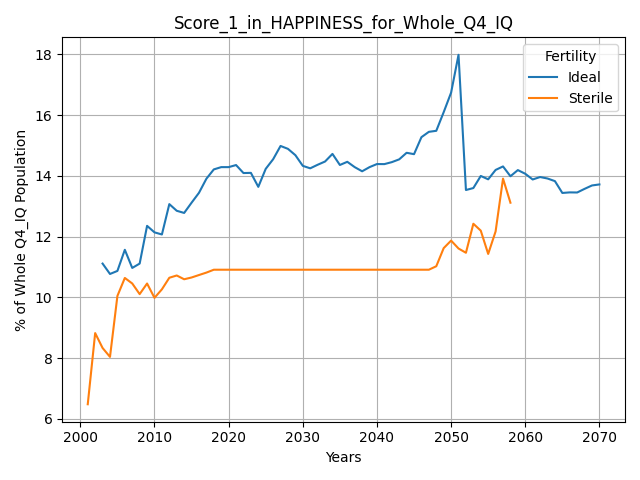 Score_1_in_HAPPINESS_for_Whole_Q4_IQ
% of Whole Q4_IQ Population
18
16
14
12
10
8
6
Fertility
Ideal
Sterile
2000 2010 2020 2030 2040 2050 2060 2070
Years